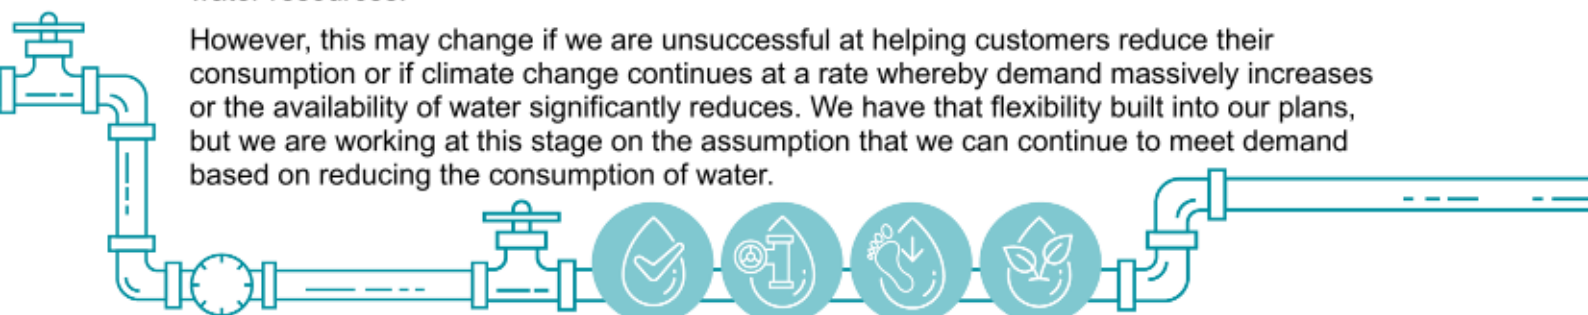 However, this may change if we are unsuccessful at helping customers reduce their
consumption or if climate change continues at a rate whereby demand massively increases
or the availability of water significantly reduces. We have that flexibility built into our plans,
but we are working at this stage on the assumption that we can continue to meet demand
based on reducing the consumption of water.